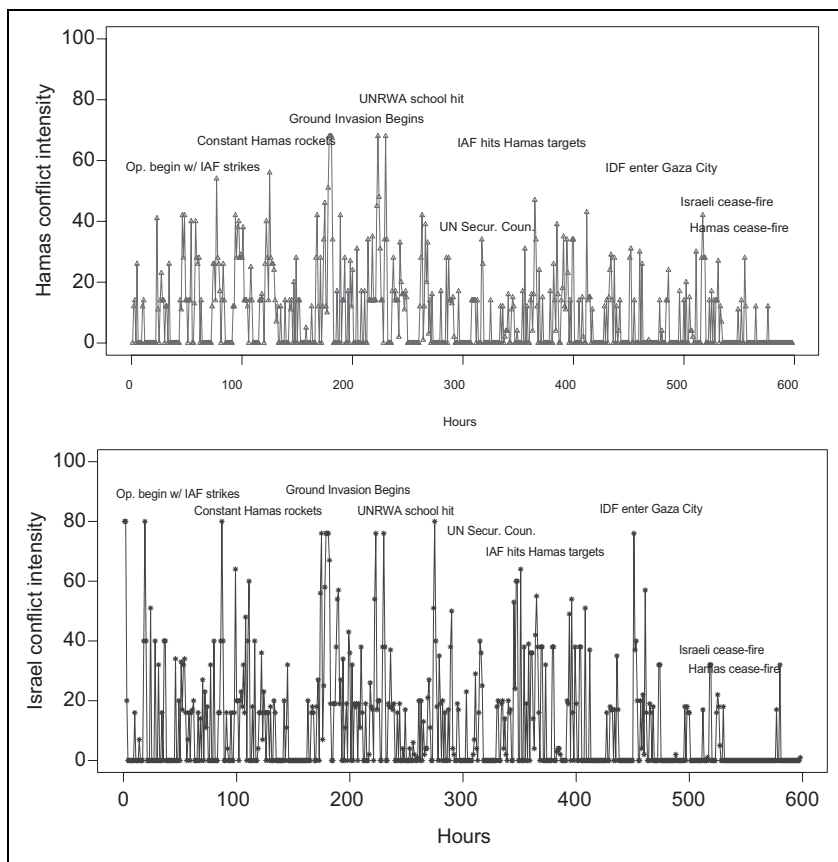 100
80
60
40
20
0
Hamas conflict intensity
UNRWA school hit
Ground Invasion Begins
Constant Hamas rockets
IAF hits Hamas targets
Op. begin w/ IAF strikes
IDF enter Gaza City
Israeli cease-fire
UN Secur. Coun.
Hamas cease-fire
0 100 200 300 400 500 600
Hours
100
80
60
40
20
0
Israel conflict intensity
Op. begin w/ IAF strikes
Ground Invasion Begins
Constant Hamas rockets
UNRWA school hit
IDF enter Gaza City
UN Secur. Coun.
IAF hits Hamas targets
Israeli cease-fire
Hamas cease-fire
0 100 200 300 400 500 600
Hours